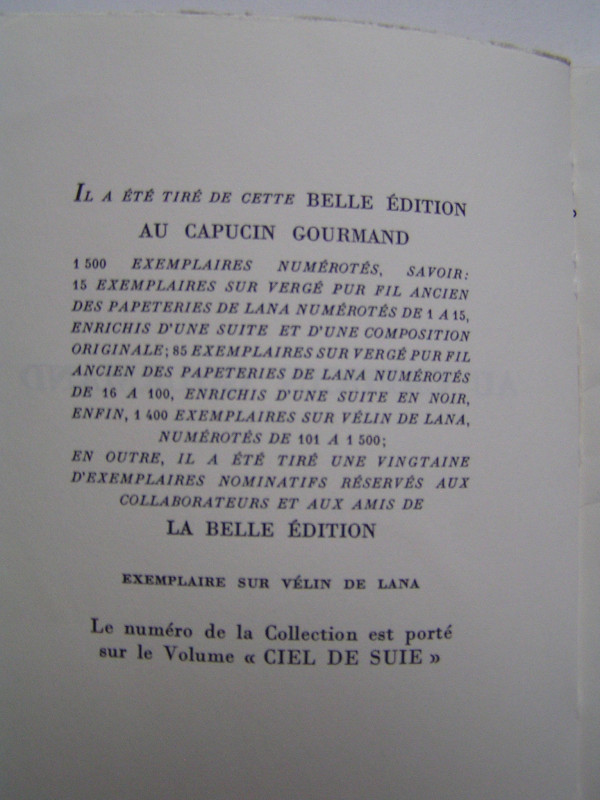 IL A ÉTÉ TIRÉ DE CETTE BELLE ÉDITION
AU CAPUCIN GOURMAND
1 500 EXEMPLAIRES NUMÉROTÉS, SAVOIR:
15 EXEMPLAIRES SUR VERGÉ PUR FIL ANCIEN
DES PAPETERIES DE LANA NUMÉROTÉS DE 1 A 15,
ENRICHIS D'UNE SUITE ET D'UNE COMPOSITION
ORIGINALE; 85 EXEMPLAIRES SUR VERGÉ PUR FIL
ANCIEN DES PAPETERIES DE LANA NUMÉROTÉS
DE 16 A 100, ENRICHIS D'UNE SUITE EN NOIR,
ENFIN, 1 400 EXEMPLAIRES SUR VÉLIN DE LANA,
NUMÉROTÉS DE 101 A 1 500;
EN OUTRE, IL A ÉTÉ TIRÉ UNE VINGTAINE
D'EXEMPLAIRES NOMINATIFS RÉSERVÉS AUX
COLLABORATEURS ET AUX AMIS DE
LA BELLE ÉDITION
EXEMPLAIRE SUR VÉLIN DE LANA
Le numéro de la Collection est porté
sur le Volume « CIEL DE SUIE »